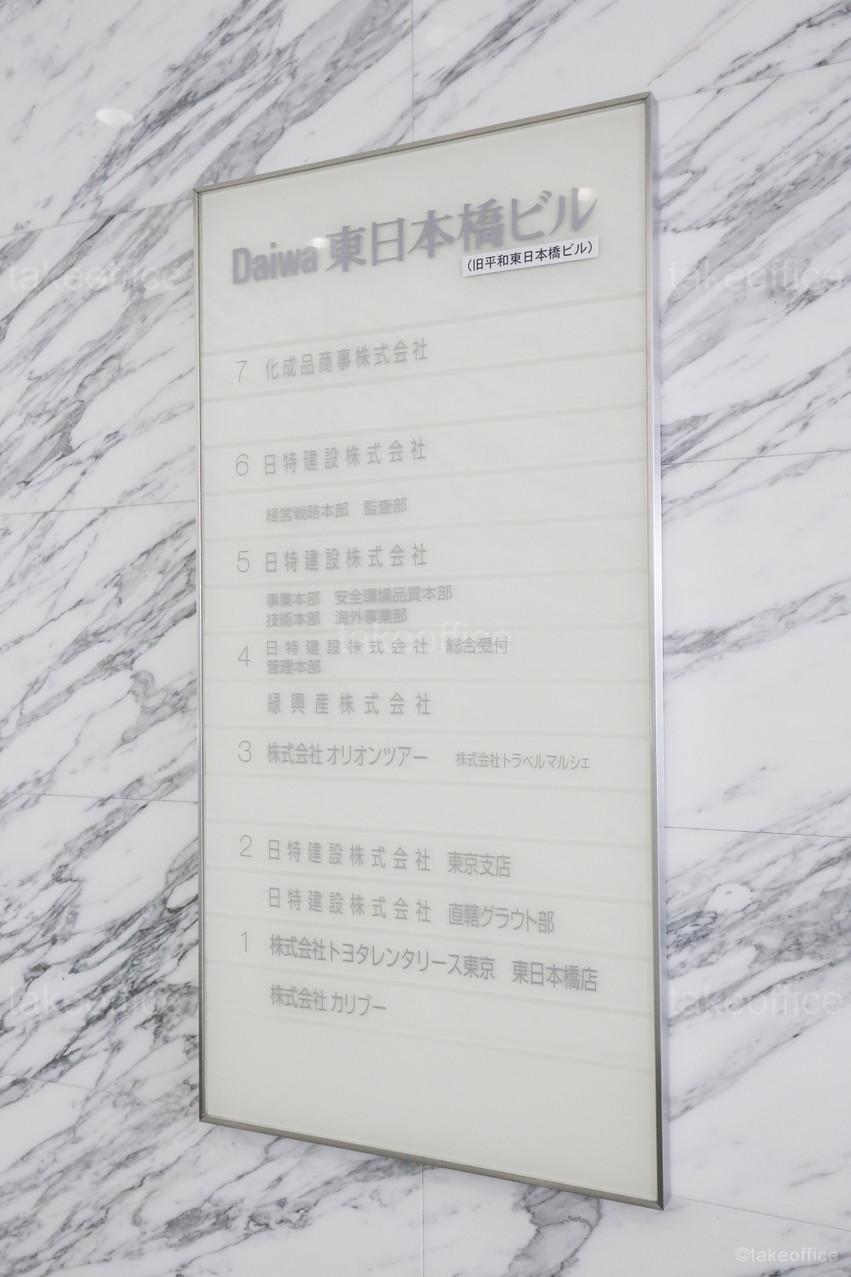 Daiwa 東日本橋ビル
(旧平和東日本橋ビル)
7 化成品商事株式会社
6 日特建設株式会社
経営戦略本部 監査部
5 日特建設株式会社
事業本部 安全環境品質本部
技術本部 海外事業部
4 日特建設株式会社 総合受付
管理本部
緑興産株式会社
3 株式会社オリオンツアー 株式会社トラベルマルシェ
2 日特建設株式会社 東京支店
日特建設株式会社 直轄グラウト部
1 株式会社トヨタレンタリース東京 東日本橋店
株式会社カリブー
takeoffice
takeoffice
takeoffice
takeoffice
takeoffice
©takeoffice